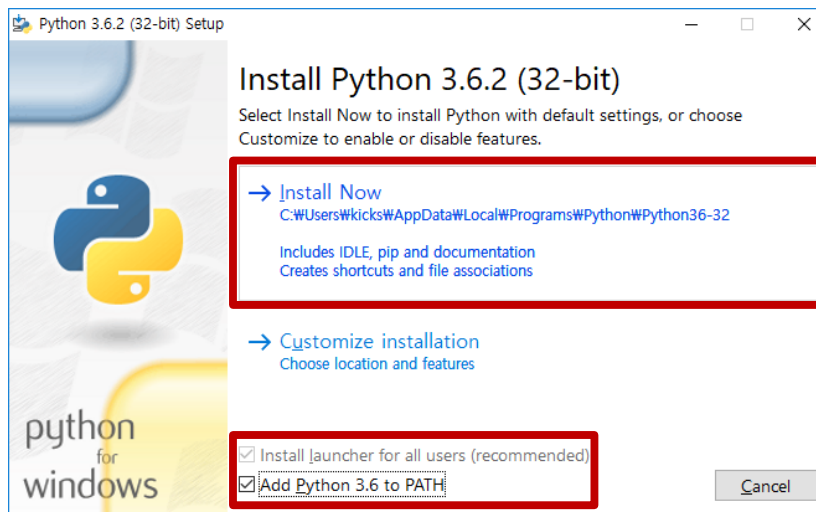 Python 3.6.2 (32-bit) Setup
Install Python 3.6.2 (32-bit)
Select Install Now to install Python with default settings, or choose
Customize to enable or disable features.
Install Now
C:₩Users₩kicks₩AppData₩Local₩Programs₩Python₩Python36-32
Includes IDLE, pip and documentation
Creates shortcuts and file associations
Customize installation
Choose location and features
python
for
windows
Install launcher for all users (recommended)
Add Python 3.6 to PATH
Cancel